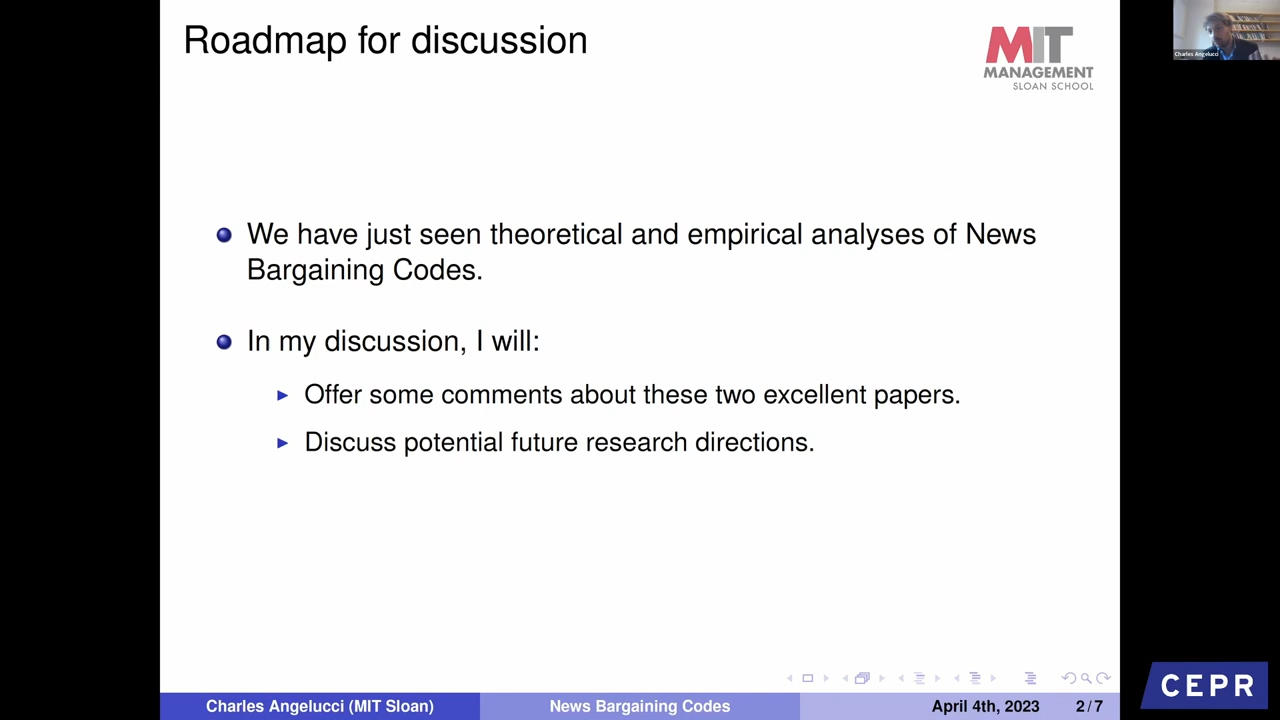 Roadmap for discussion
MIT
MANAGEMENT
SLOAN SCHOOL
Charles Angelucci
We have just seen theoretical and empirical analyses of News
Bargaining Codes.
In my discussion, I will:
Offer some comments about these two excellent papers.
Discuss potential future research directions.
Charles Angelucci (MIT Sloan)
News Bargaining Codes
April 4th, 2023
2/7
CEPR